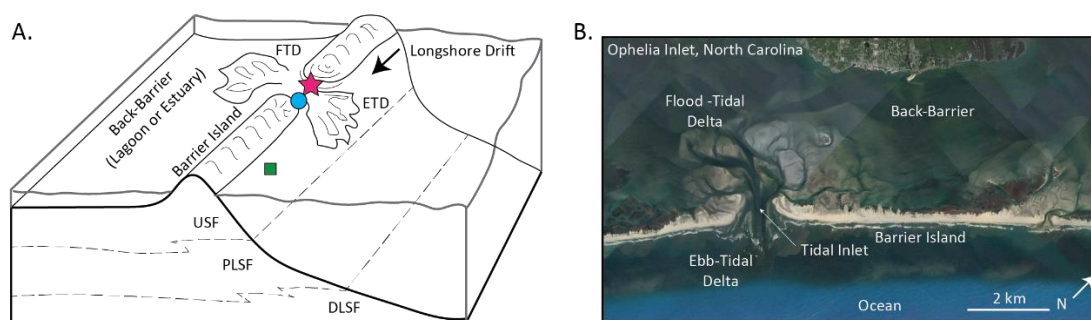 A.
FTD
Longshore Drift
Back-Barrier
(Lagoon or Estuary)
Barrier Island
ETD
USF
PLSF
DLSF
B.
Ophelia Inlet, North Carolina
Flood -Tidal
Delta
Back-Barrier
Tidal Inlet
Barrier Island
Ebb-Tidal
Delta
Ocean
2 km
N